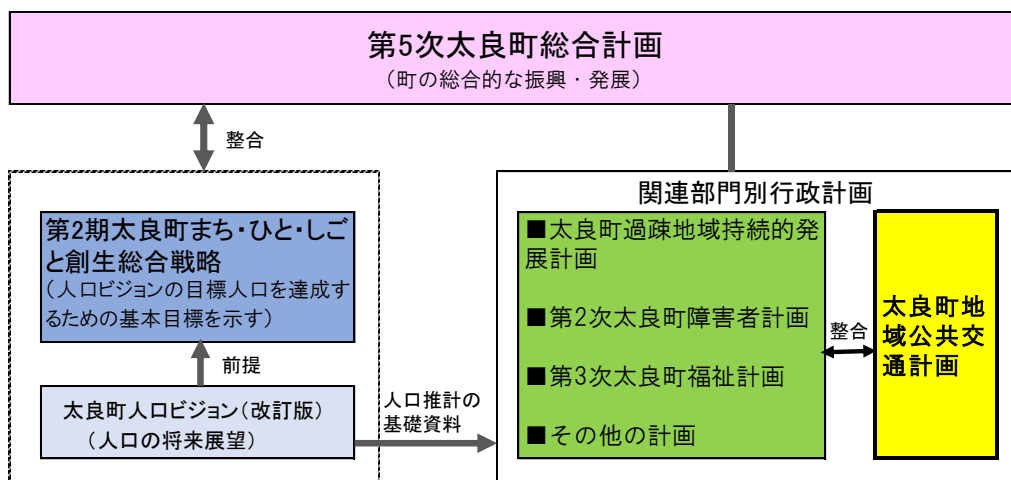 第5次太良町総合計画
（町の総合的な振興・発展）
整合
第2期太良町まち・ひと・しご
と創生総合戦略
（人口ビジョンの目標人口を達成す
るための基本目標を示す）
前提
太良町人口ビジョン（改訂版）
（人口の将来展望）
人口推計の
基礎資料
関連部門別行政計画
■太良町過疎地域持続的発
展計画
■第2次太良町障害者計画
■第3次太良町福祉計画
■その他の計画
整合
太良町地
域公共交
通計画